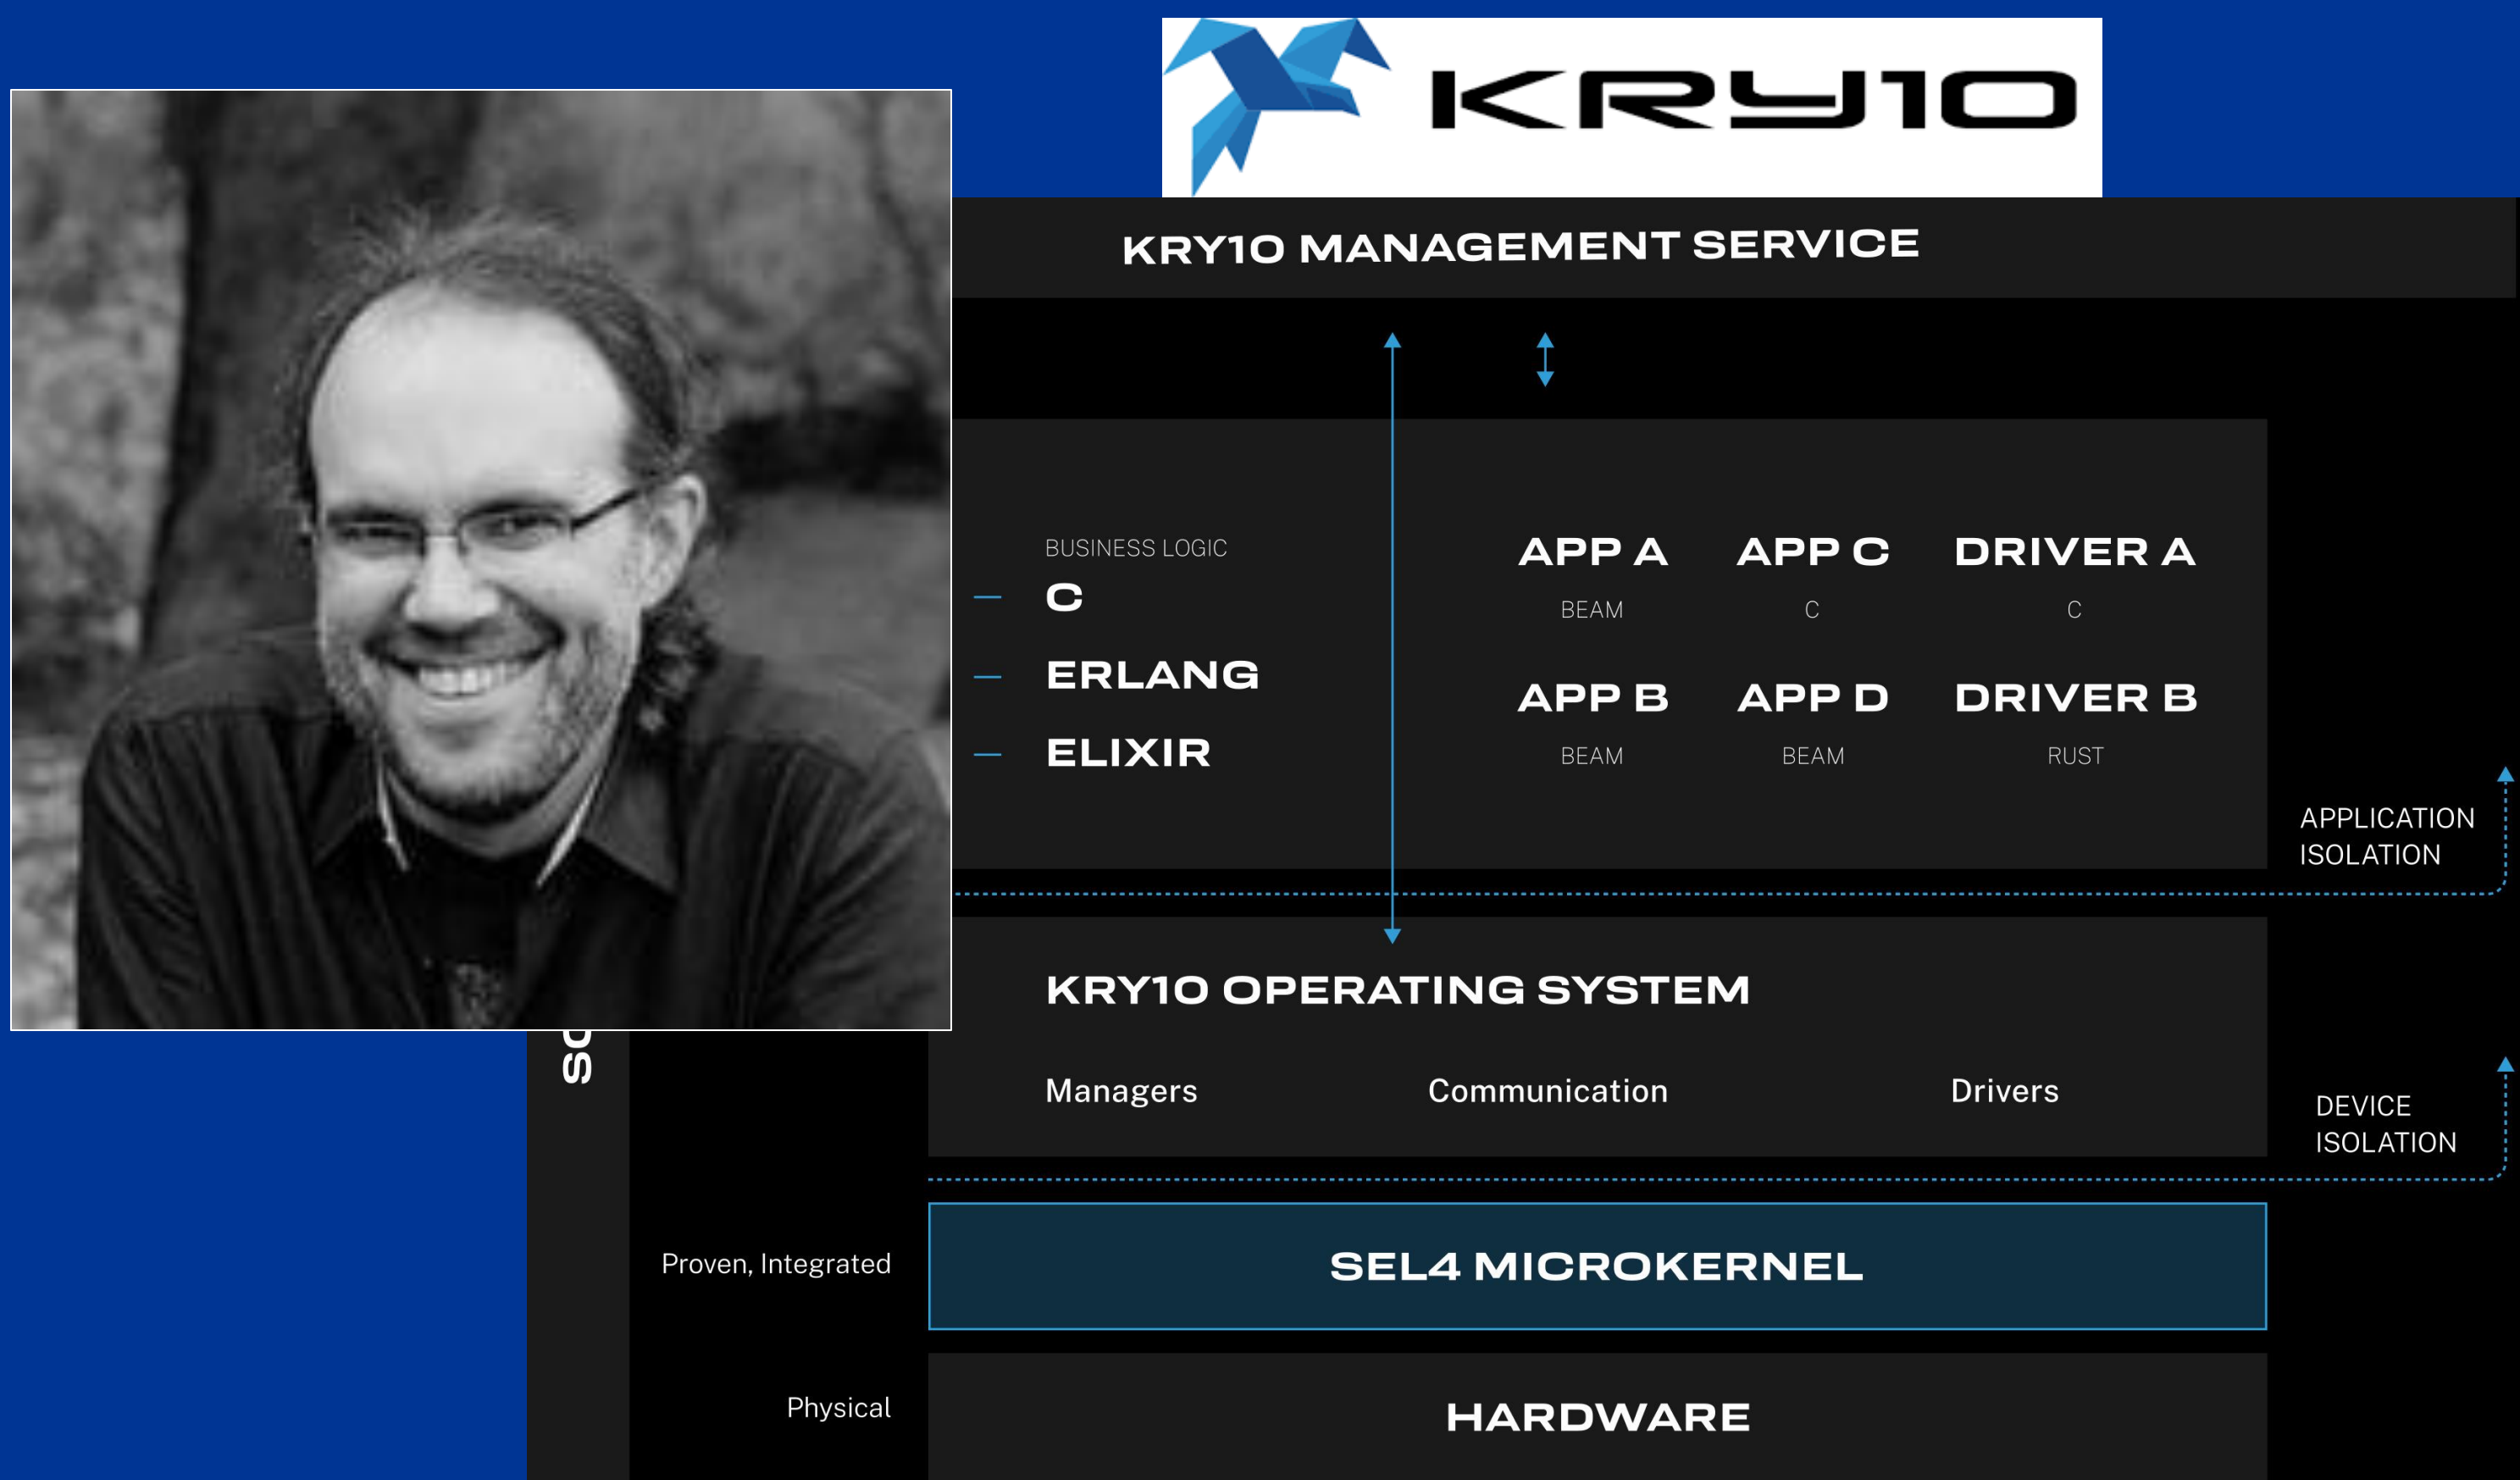 KRY10
KRY10 MANAGEMENT SERVICE
BUSINESS LOGIC
C
ERLANG
ELIXIR
APP A
BEAM
APP C
C
DRIVER A
C
APP B
BEAM
APP D
BEAM
DRIVER B
RUST
APPLICATION
ISOLATION
KRY10 OPERATING SYSTEM
Managers
Communication
Drivers
DEVICE
ISOLATION
Proven, Integrated
SEL4 MICROKERNEL
Physical
HARDWARE